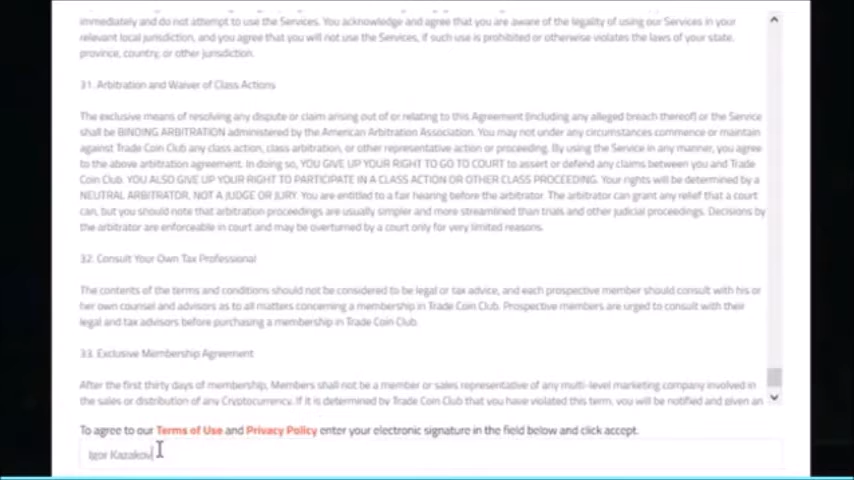 immediately and do not attempt to use the Services. You acknowledge and agree that you are aware of the legality of using our Services in your
relevant local jurisdiction, and you agree that you will not use the Services, if such use is prohibited or otherwise violates the laws of your state,
province, country, or other jurisdiction.
31. Arbitration and Waiver of Class Actions
The exclusive means of resolving any dispute or claim arising out of or relating to this Agreement (including any alleged breach thereof) or the Service
shall be BINDING ARBITRATION administered by the American Arbitration Association. You may not under any circumstances commence or maintain
against Trade Coin Club any class action, class arbitration, or other representative action or proceeding. By using the Service in any manner, you agree
to the above arbitration agreement. In doing so, YOU GIVE UP YOUR RIGHT TO GO TO COURT to assert or defend any claims between you and Trade
Coin Club. YOU ALSO GIVE UP YOUR RIGHT TO PARTICIPATE IN A CLASS ACTION OR OTHER CLASS PROCEEDING. Your rights will be determined by a
NEUTRAL ARBITRATOR, NOT A JUDGE OR JURY. You are entitled to a fair hearing before the arbitrator. The arbitrator can grant any relief that a court
can, but you should note that arbitration proceedings are usually simpler and more streamlined than trials and other judicial proceedings. Decisions by
the arbitrator are enforceable in court and may be overturned by a court only for very limited reasons.
32. Consult Your Own Tax Professional
The contents of the terms and conditions should not be considered to be legal or tax advice, and each prospective member should consult with his or
her own counsel and advisors as to all matters concerning a membership in Trade Coin Club. Prospective members are urged to consult with their
legal and tax advisors before purchasing a membership in Trade Coin Club.
33. Exclusive Membership Agreement
After the first thirty days of membership, Members shall not be a member or sales representative of any multi-level marketing company involved in
the sales or distribution of any Cryptocurrency. If it is determined by Trade Coin Club that you have violated this term, you will be notified and given an
To agree to our Terms of Use and Privacy Policy enter your electronic signature in the field below and click accept.
Igor Kazakov